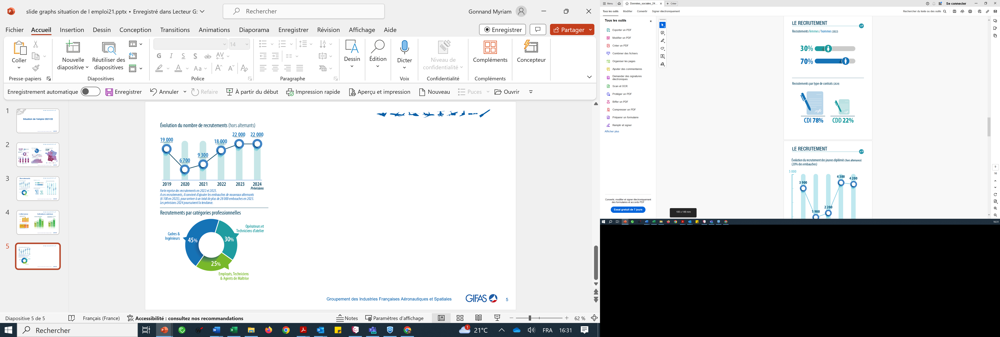 slide graphs situation de l emploi21.pptx • Enregistré dans Lecteur G:
Rechercher
Gonnand Myriam
Fichier Accueil Insertion Dessin Conception Transitions Animations Diaporama Enregistrer Révision Affichage Aide
Enregistrer
Partager
Coller
Nouvelle
diapositive
Réutiliser des
diapositives
14
G I S S ab AV
A Aa A A A
Dessin
Édition
Dicter
Niveau de
confidentialité
Compléments
Concepteur
Presse-papiers Diapositives Police Paragraphe Voix Confidentialité Compléments
Enregistrement automatique Enregistrer Annuler Refaire À partir du début Impression rapide Aperçu et impression Nouveau Puces Ouvrir
1
Situation de l'emploi 2021/22
2
3
Recrutements
4
L'alternance Indicateurs salariaux
5
Évolution du nombre de recrutements (hors alternants)
19 000 6 700 9 300 18 000 22 000 22 000
2019 2020 2021 2022 2023 2024
Prévisions
Forte reprise des recrutements en 2022 et 2023.
A ces recrutements, il convient d'ajouter les embauches de nouveaux alternants
(6 100 en 2023), pour arriver à un total de plus de 28 000 embauches en 2023.
Les prévisions 2024 poursuivent la tendance.
Recrutements par catégories professionnelles
Cadres &
Ingénieurs
45%
Opérateurs et
Techniciens d'atelier
30%
25%
Employés, Techniciens
& Agents de Maîtrise
Groupement des Industries Françaises Aéronautiques et Spatiales GIFAS 5
Diapositive 5 de 5 Français (France) Accessibilité : consultez nos recommandations Notes Paramètres d'affichage 62 %
Rechercher
1 21°C FRA 16:31
Menu Données_sociales_24... Créer Se connecter
Tous les outils Modifier Convertir Signer électroniquement Rechercher du texte ou des outils
Tous les outils
Exporter un PDF
Modifier un PDF
Créer un PDF
Combiner des fichiers
Organiser les pages
Ajouter des commentaires
Demander des signatures
électroniques
Scan et OCR
Protéger un PDF
Biffer un PDF
Compresser un PDF
Préparer un formulaire
Remplir et signer
Afficher plus
Convertir, modifier et signer électroniquement
des formulaires et accords PDF
Essai gratuit de 7 jours
105 x 148 mm
LE RECRUTEMENT
p.9
Recrutements femmes / hommes (2022)
30%
70%
Recrutements par type de contrats (2024)
CDI 78% CDD 22%
LE RECRUTEMENT
p.10
Évolution du recrutement des jeunes diplômés (hors alternance)
(20% des embauches)
5 000
3 900 1 900 2 200 4 300 4 200
9
16
16:31